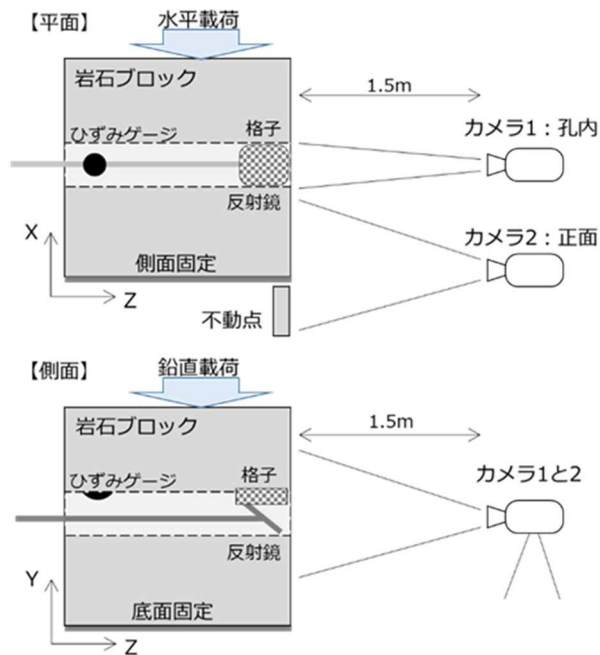 【平面】
水平載荷
岩石ブロック
1.5m
ひずみゲージ
格子
カメラ1：孔内
反射鏡
X
カメラ2：正面
側面固定
Z
不動点
【側面】
鉛直載荷
岩石ブロック
1.5m
ひずみゲージ
格子
カメラ1と2
反射鏡
Y
底面固定
Z